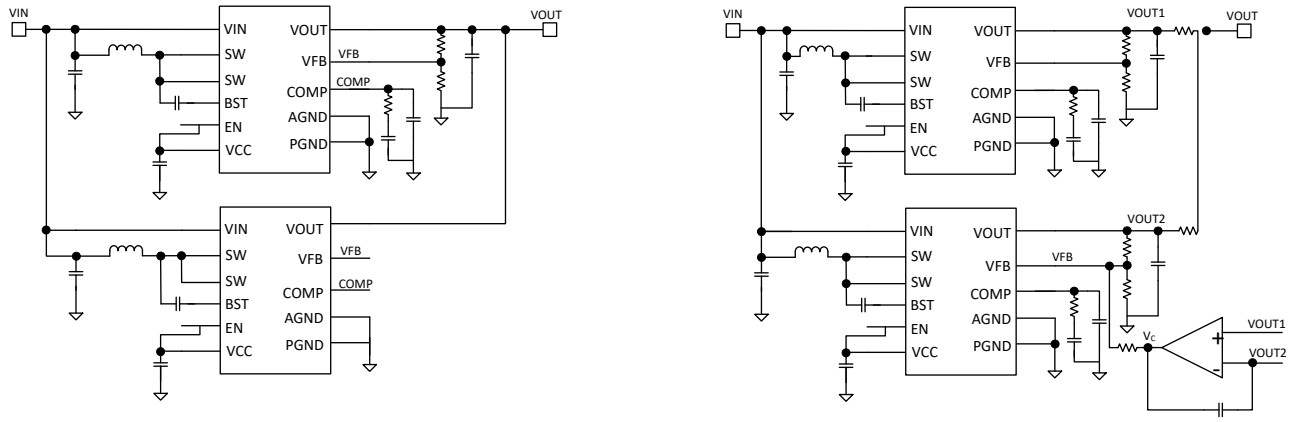 VIN
VOUT
VIN
VOUT
SW
VFB
VFB
SW
COMP
COMP
BST
AGND
EN
PGND
VCC
VIN
VOUT
SW
VFB
VFB
SW
COMP
COMP
BST
AGND
EN
PGND
VCC
VIN
VOUT1
VOUT
VIN
VOUT
SW
VFB
SW
COMP
BST
AGND
EN
PGND
VCC
VOUT2
VIN
VOUT
SW
VFB
VFB
SW
COMP
BST
AGND
EN
PGND
VCC
VC
+
-
VOUT1
VOUT2